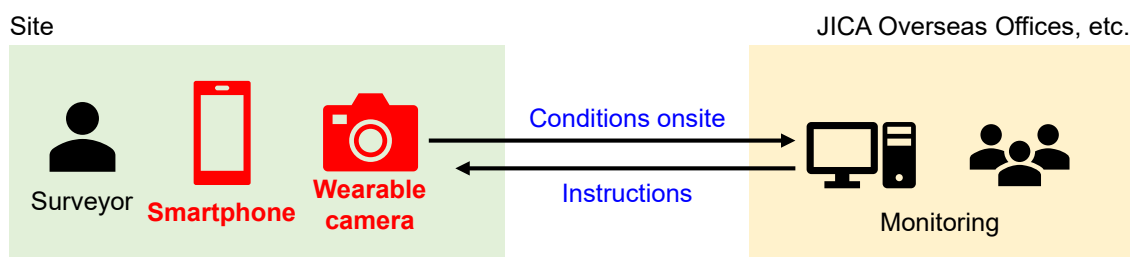 Site
JICA Overseas Offices, etc.
Surveyor
Smartphone
Wearable
camera
Conditions onsite
Instructions
Monitoring